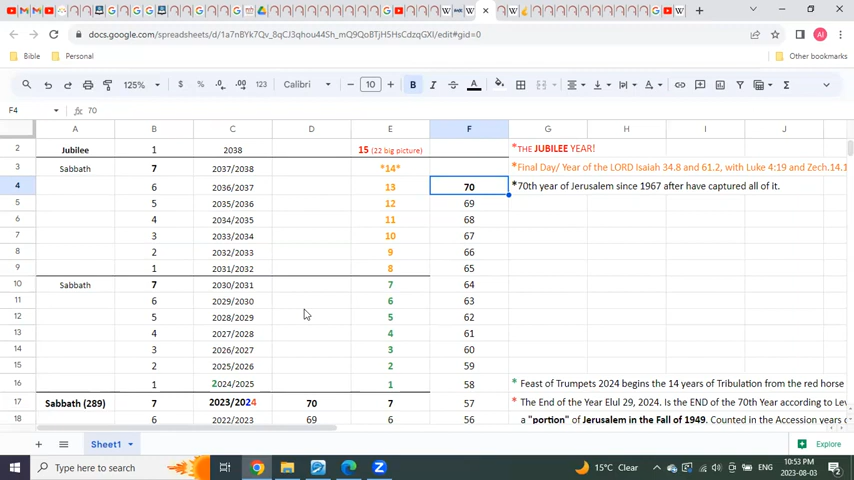 docs.google.com/spreadsheets/d/1a7nBYk7Qv_8qCJ3qhou44Sh_mQ9QoBTjH5HsCdzqGXI/edit#gid=0
Bible Personal Other bookmarks
125% $ % .0 .00 123 Calibri 10 B I A
F4 70
A B C D E F G H I J
2 Jubilee 1 2038 15 (22 big picture) *THE JUBILEE YEAR!
3 Sabbath 7 2037/2038 *14* *Final Day/ Year of the LORD Isaiah 34.8 and 61.2, with Luke 4:19 and Zech.14.1
4 6 2036/2037 13 70 *70th year of Jerusalem since 1967 after have captured all of it.
5 5 2035/2036 12 69
6 4 2034/2035 11 68
7 3 2033/2034 10 67
8 2 2032/2033 9 66
9 1 2031/2032 8 65
10 Sabbath 7 2030/2031 7 64
11 6 2029/2030 6 63
12 5 2028/2029 5 62
13 4 2027/2028 4 61
14 3 2026/2027 3 60
15 2 2025/2026 2 59
16 1 2024/2025 1 58 * Feast of Trumpets 2024 begins the 14 years of Tribulation from the red horse
17 Sabbath (289) 7 2023/2024 70 7 57 * The End of the Year Elul 29, 2024. Is the END of the 70th Year according to Lev
18 6 2022/2023 69 6 56 a "portion" of Jerusalem in the Fall of 1949. Counted in the Accession years o
Sheet1 Explore
Type here to search 15°C Clear ENG 10:53 PM 2023-08-03 2